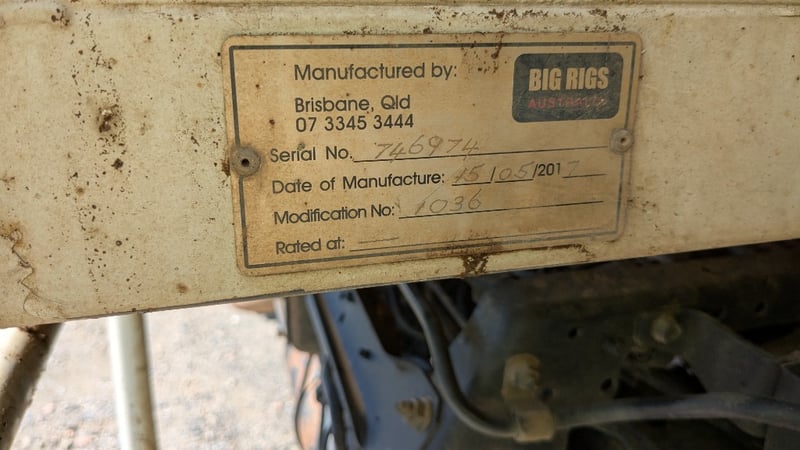 Manufactured by:
BIG RIGS
AUSTRALIA
Brisbane, Qld
07 3345 3444
Serial No. 746974
Date of Manufacture: 15/05/2017
Modification No: 1036
Rated at: